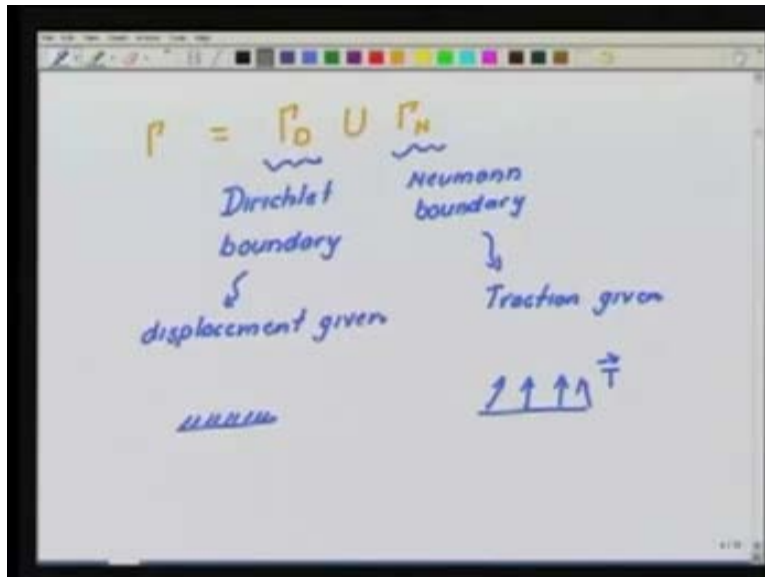 Γ = Γ_D ∪ Γ_N
Dirichlet
boundary
Neumann
boundary
displacement given
Traction given
T